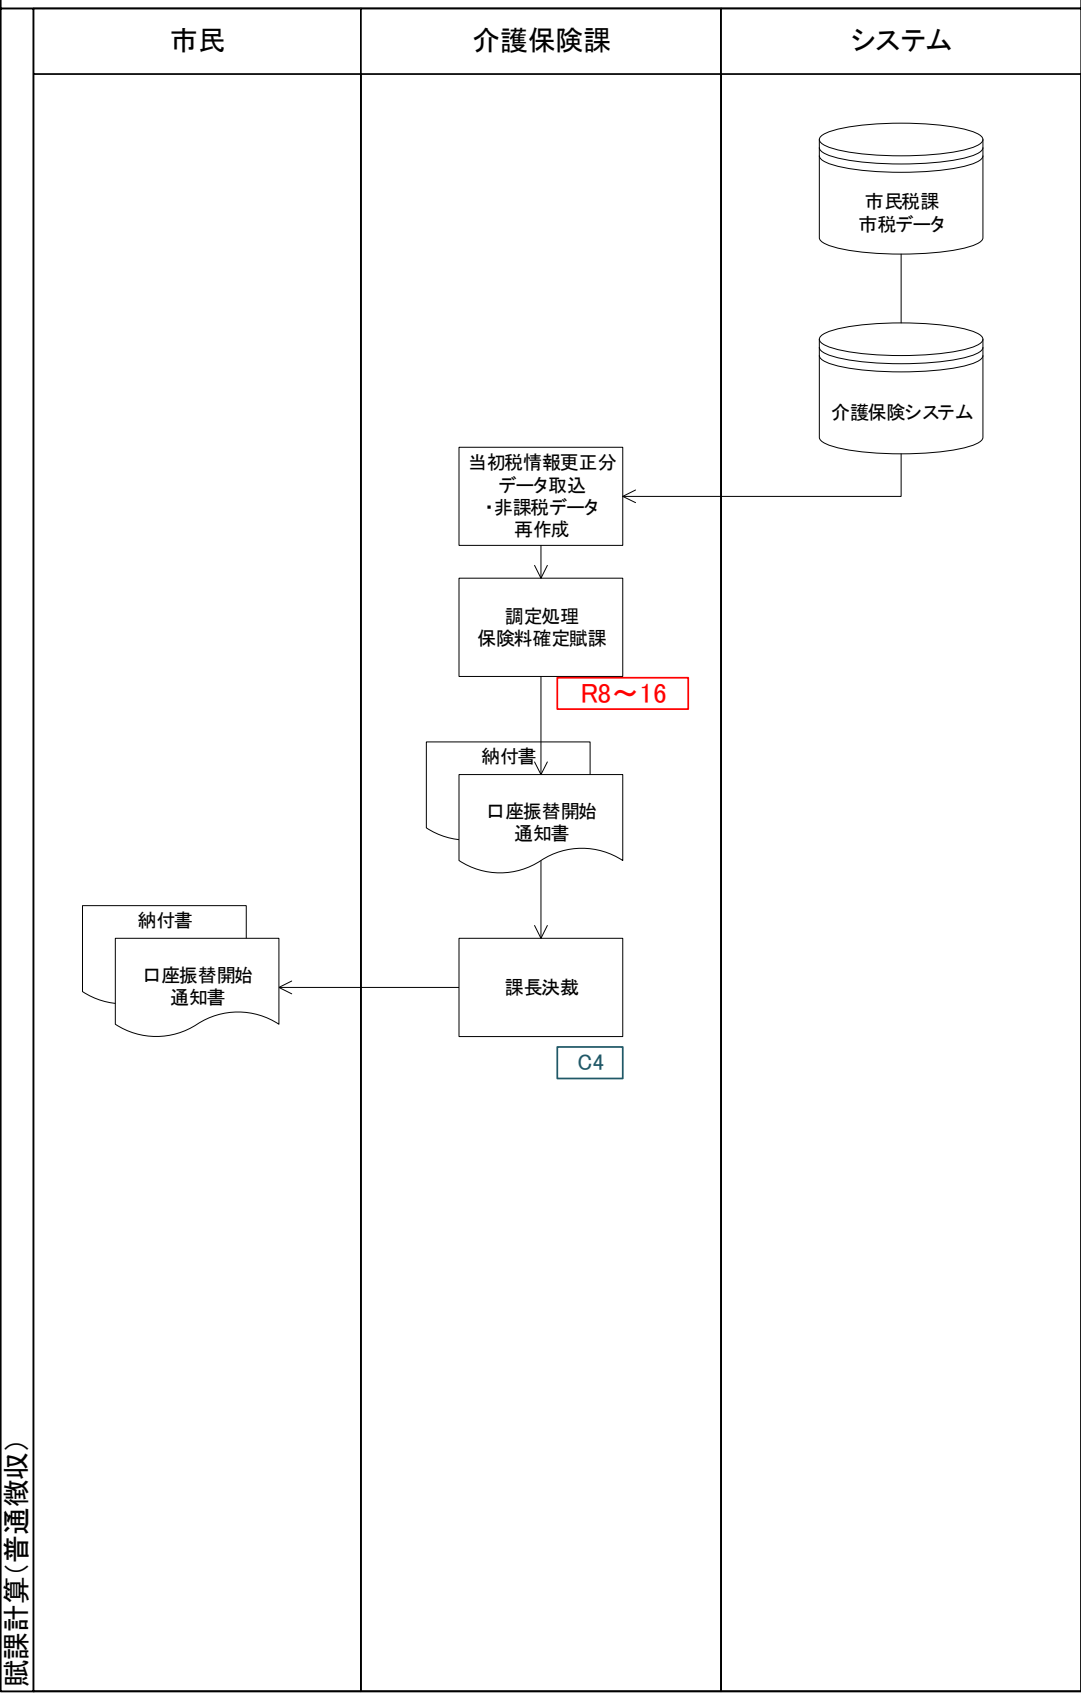 市民
介護保険課
システム
市民税課
市税データ
介護保険システム
当初税情報更正分
データ取込
・非課税データ
再作成
調定処理
保険料確定賦課
R8～16
納付書
口座振替開始
通知書
納付書
口座振替開始
通知書
課長決裁
C4
賦課計算（普通徴収）